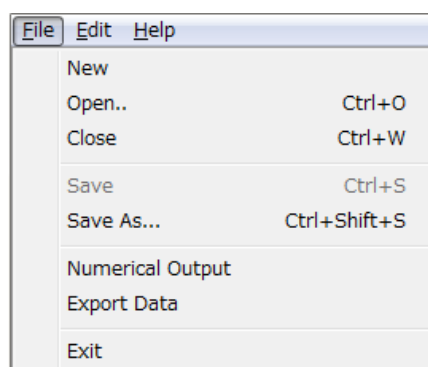 File Edit Help
New
Open.. Ctrl+O
Close Ctrl+W
Save Ctrl+S
Save As... Ctrl+Shift+S
Numerical Output
Export Data
Exit